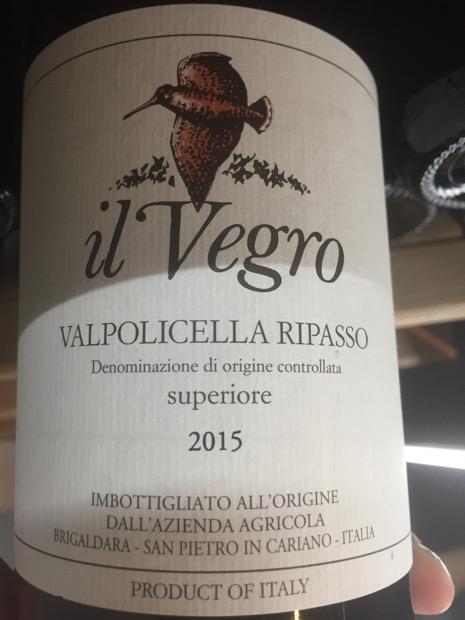 il Vegro
VALPOLICELLA RIPASSO
Denominazione di origine controllata
superiore
2015
IMBOTTIGLIATO ALL'ORIGINE
DALL'AZIENDA AGRICOLA
BRIGALDARA - SAN PIETRO IN CARIANO - ITALIA
PRODUCT OF ITALY